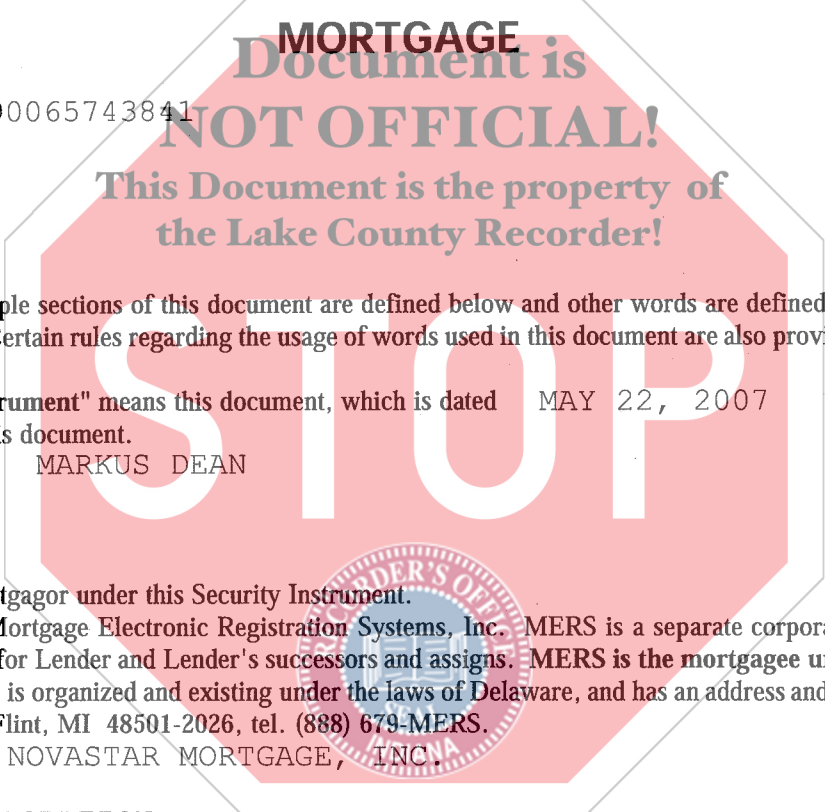 MORTGAGE
Document is
0065743841
NOT OFFICIAL!
This Document is the property of
the Lake County Recorder!
ple sections of this document are defined below and other words are defined
Certain rules regarding the usage of words used in this document are also provi
rument" means this document, which is dated MAY 22, 2007
s document.
MARKUS DEAN
STOP
tgagor under this Security Instrument.
Mortgage Electronic Registration Systems, Inc. MERS is a separate corpora
for Lender and Lender's successors and assigns. MERS is the mortgagee u
is organized and existing under the laws of Delaware, and has an address and
Flint, MI 48501-2026, tel. (888) 679-MERS.
NOVASTAR MORTGAGE, INC.
RECORDER'S OFFICE
SEAL
INDIANA